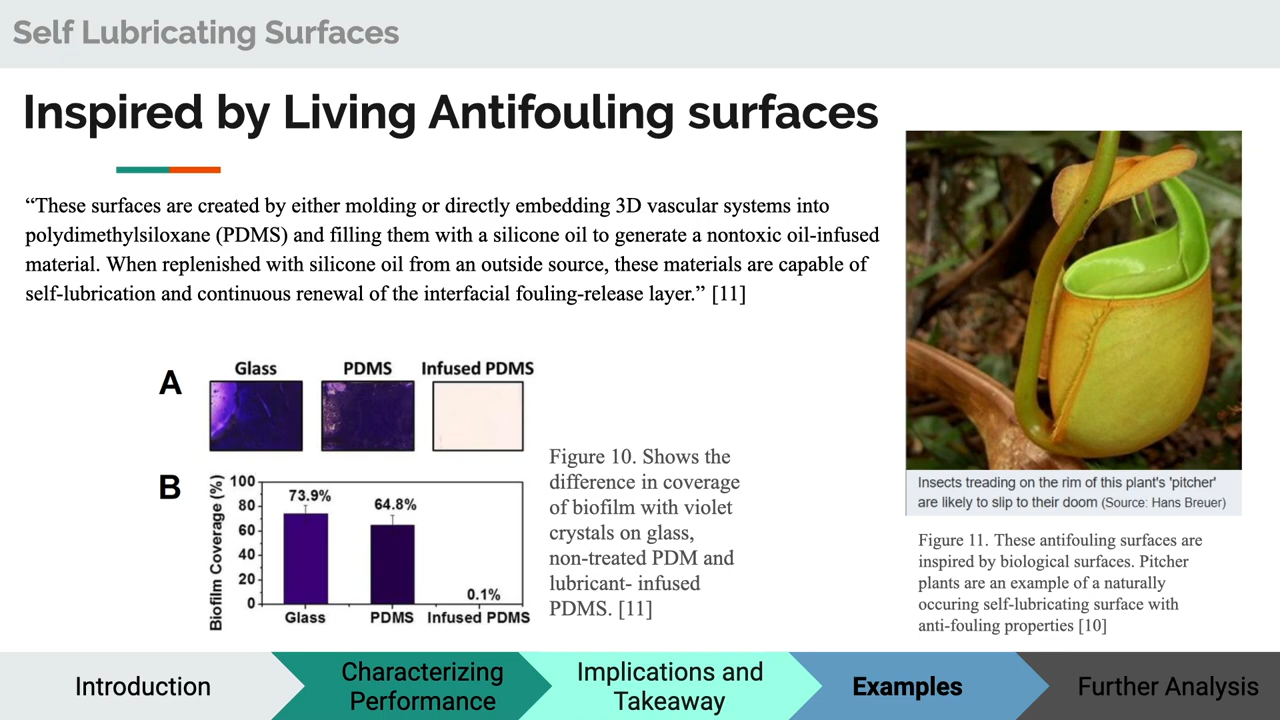 Self Lubricating Surfaces
Inspired by Living Antifouling surfaces
“These surfaces are created by either molding or directly embedding 3D vascular systems into
polydimethylsiloxane (PDMS) and filling them with a silicone oil to generate a nontoxic oil-infused
material. When replenished with silicone oil from an outside source, these materials are capable of
self-lubrication and continuous renewal of the interfacial fouling-release layer.” [11]
A
Glass PDMS Infused PDMS
B
Biofilm Coverage (%)
100
80
60
40
20
0
73.9%
64.8%
0.1%
Glass PDMS Infused PDMS
Figure 10. Shows the
difference in coverage
of biofilm with violet
crystals on glass,
non-treated PDM and
lubricant- infused
PDMS. [11]
Insects treading on the rim of this plant's 'pitcher'
are likely to slip to their doom (Source: Hans Breuer)
Figure 11. These antifouling surfaces are
inspired by biological surfaces. Pitcher
plants are an example of a naturally
occuring self-lubricating surface with
anti-fouling properties [10]
Introduction
Characterizing
Performance
Implications and
Takeaway
Examples
Further Analysis